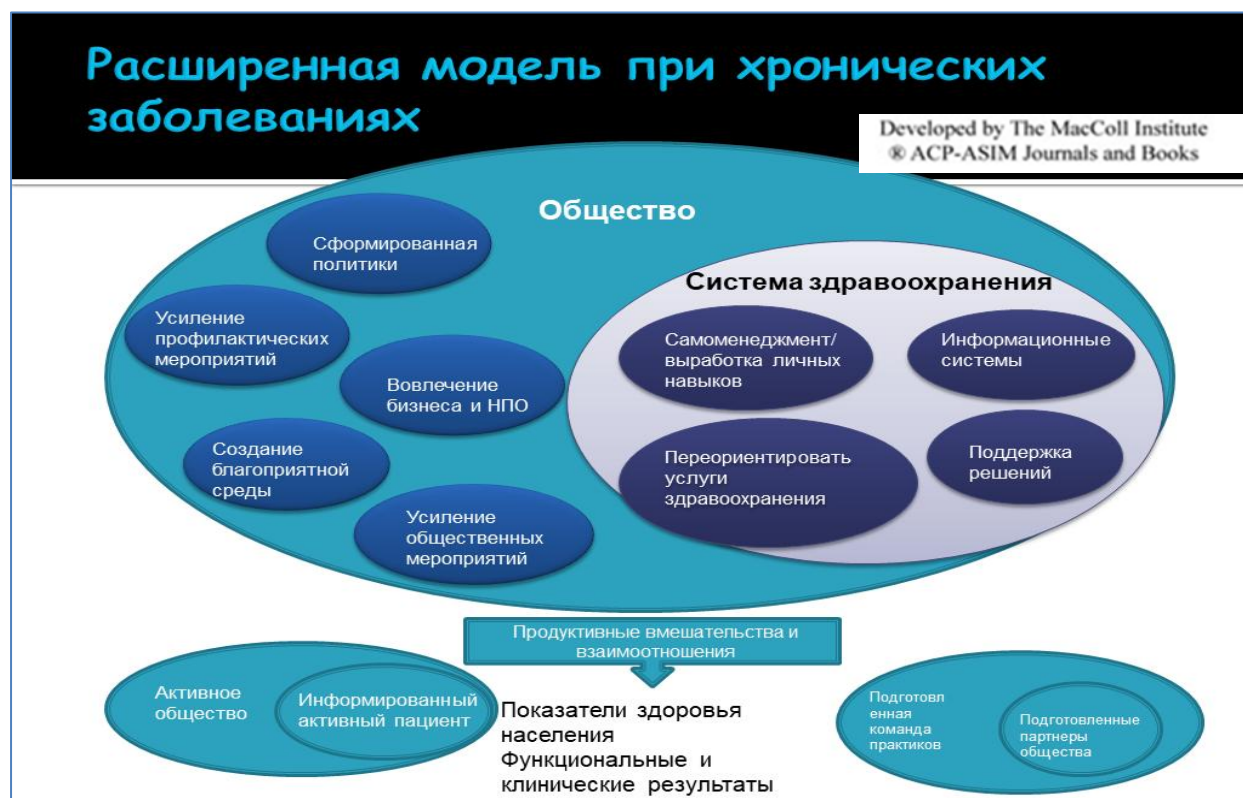 Расширенная модель при хронических
заболеваниях
Developed by The MacColl Institute
® ACP-ASIM Journals and Books
Общество
Сформированная
политики
Усиление
профилактических
мероприятий
Вовлечение
бизнеса и НПО
Создание
благоприятной
среды
Усиление
общественных
мероприятий
Система здравоохранения
Самоменеджмент/
выработка личных
навыков
Информационные
системы
Переориентировать
услуги
здравоохранения
Поддержка
решений
Продуктивные вмешательства и
взаимоотношения
Активное
общество
Информированный
активный пациент
Показатели здоровья
населения
Функциональные и
клинические результаты
Подготовл
енная
команда
практиков
Подготовленные
партнеры
общества